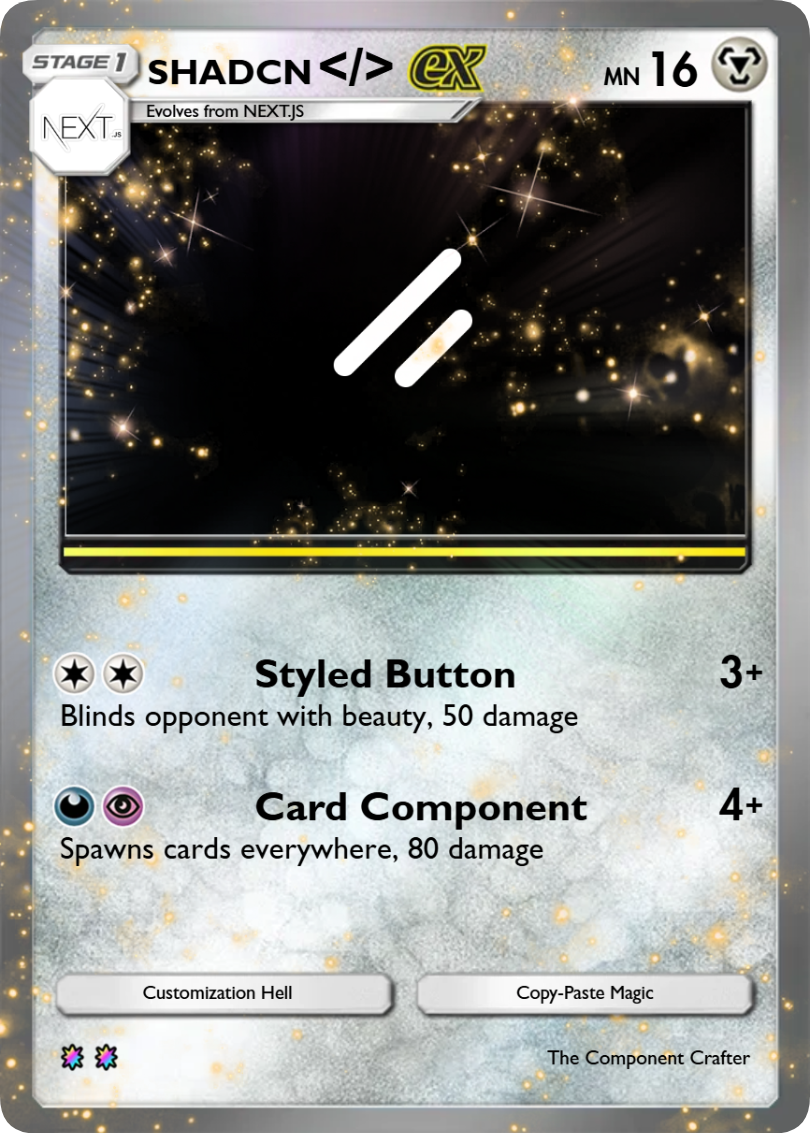 STAGE 1
SHADCN </> ex
MN 16
NEXT.JS
Evolves from NEXT.JS
Styled Button 3+
Blinds opponent with beauty, 50 damage
Card Component 4+
Spawns cards everywhere, 80 damage
Customization Hell
Copy-Paste Magic
The Component Crafter